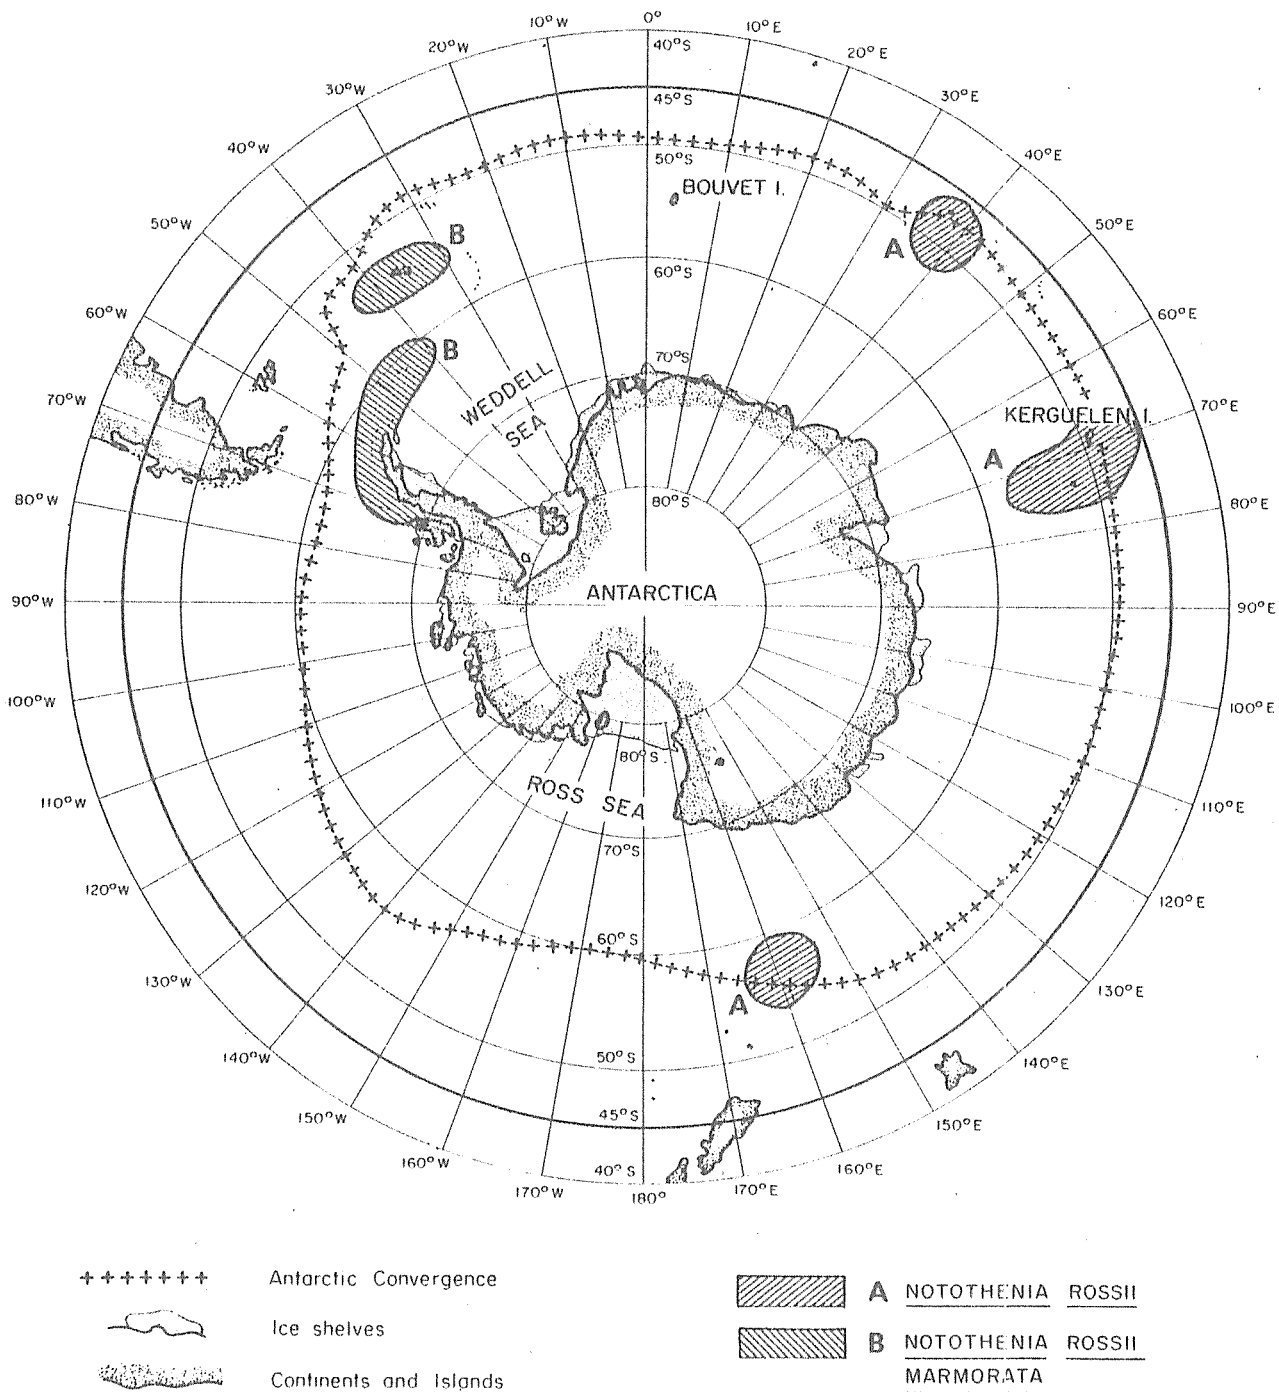 0°
10°W
10°E
20°W
20°E
30°W
30°E
40°W
40°E
50°W
50°E
60°W
60°E
70°W
70°E
80°W
80°E
90°W
90°E
100°W
100°E
110°W
110°E
120°W
120°E
130°W
130°E
140°W
140°E
150°W
150°E
160°W
160°E
170°W
180°
170°E
40°S
45°S
50°S
BOUVET I.
60°S
70°S
80°S
B
A
B
WEDDELL
SEA
KERGUELEN I.
A
ANTARCTICA
80°S.
ROSS SEA
70°S
60°S
A
50°S
45°S
40°S
+++++++ Antarctic Convergence
Ice shelves
Continents and Islands
A NOTOTHENIA ROSSII
B NOTOTHENIA ROSSII
MARMORATA